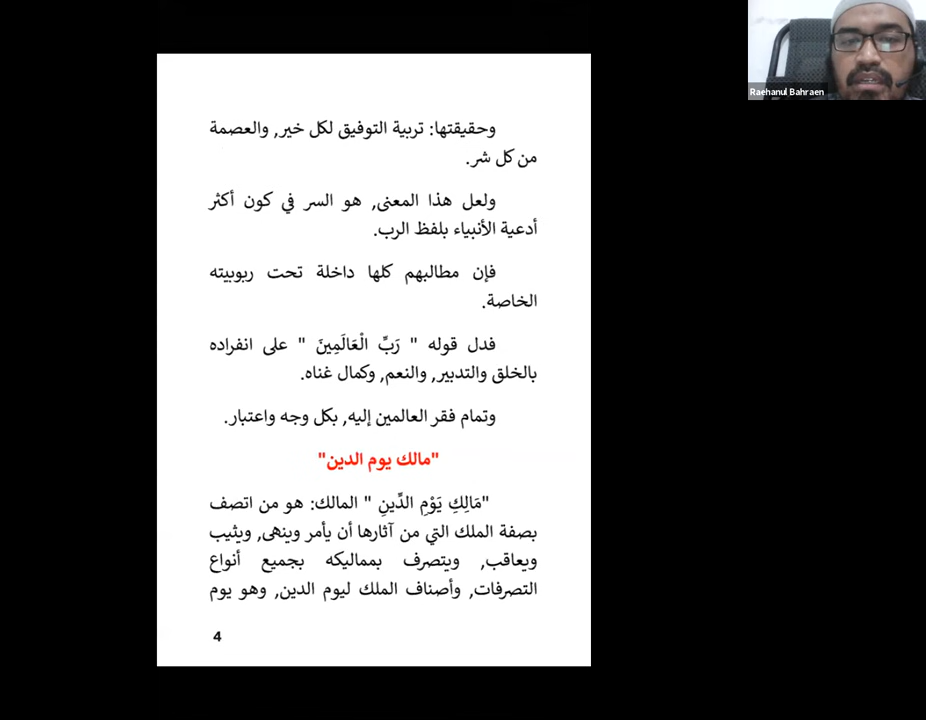 وحقيقتها: تربية التوفيق لكل خير, والعصمة
من كل شر.
ولعل هذا المعنى, هو السر في كون أكثر
أدعية الأنبياء بلفظ الرب.
فإن مطالبهم كلها داخلة تحت ربوبيته
الخاصة.
فدل قوله " رَبِّ الْعَالَمِينَ " على انفراده
بالخلق والتدبير, والنعم, وكمال غناه.
وتمام فقر العالمين إليه, بكل وجه واعتبار.
"مالك يوم الدين"
"مَالِكِ يَوْمِ الدِّينِ " المالك: هو من اتصف
بصفة الملك التي من آثارها أن يأمر وينهى, ويثيب
ويعاقب, ويتصرف بمماليكه بجميع أنواع
التصرفات, وأصناف الملك ليوم الدين, وهو يوم
4
Raehanul Bahraen